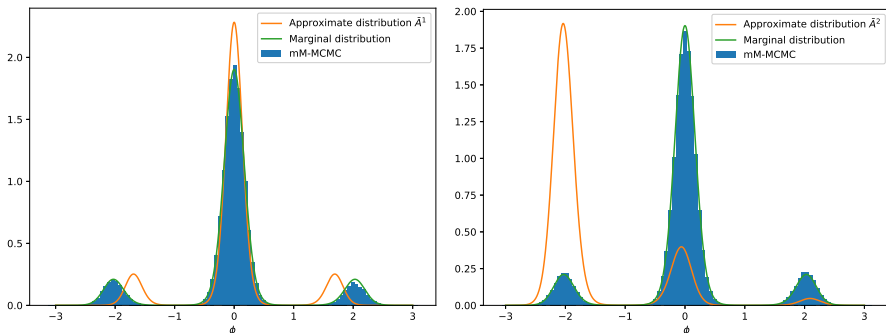 Approximate distribution Ā¹
Marginal distribution
mM-MCMC
2.0
1.5
1.0
0.5
0.0
−3 −2 −1 0 1 2 3
ϕ
Approximate distribution Ā²
Marginal distribution
mM-MCMC
2.00
1.75
1.50
1.25
1.00
0.75
0.50
0.25
0.00
−3 −2 −1 0 1 2 3
ϕ